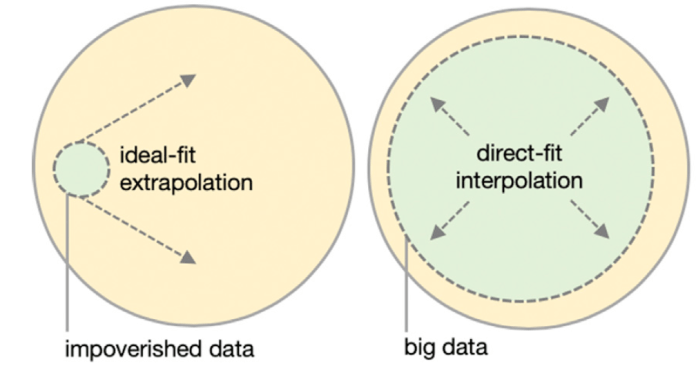 ideal-fit
extrapolation
impoverished data
direct-fit
interpolation
big data